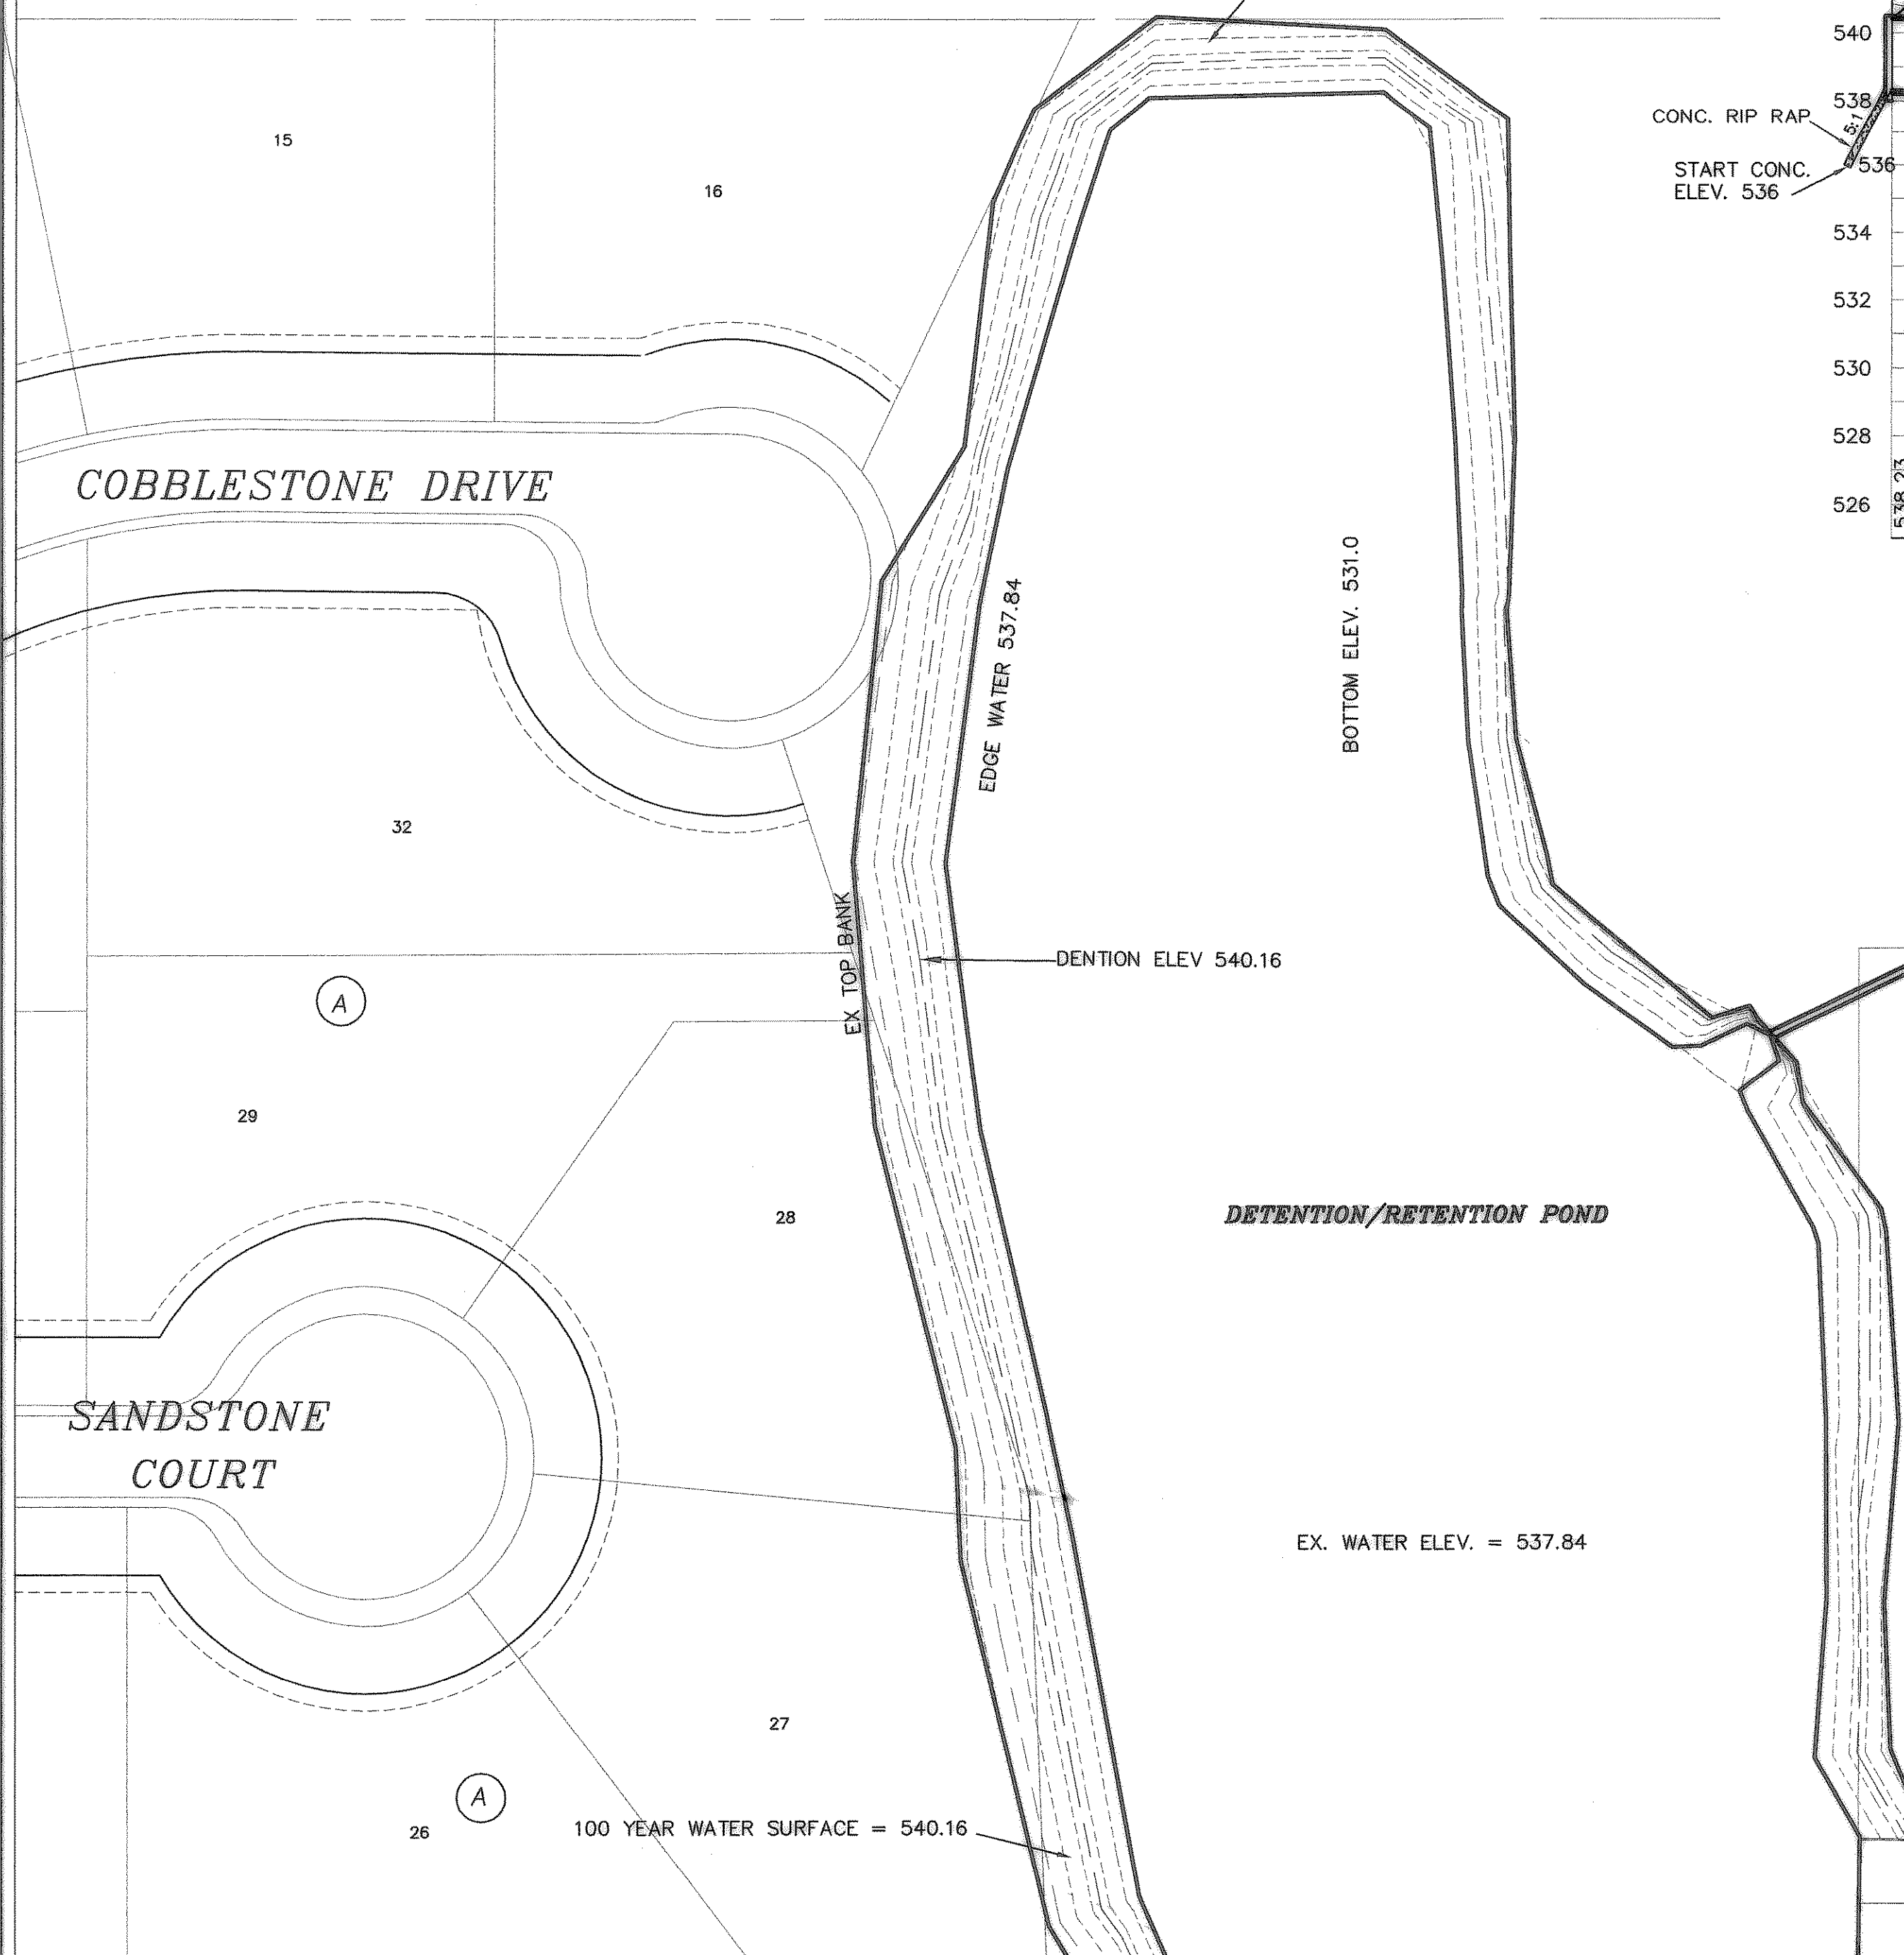 540
538
CONC. RIP RAP
5:1
START CONC.
ELEV. 536
536
534
532
530
528
526
538.23
15
16
COBBLESTONE DRIVE
EDGE WATER 537.84
BOTTOM ELEV. 531.0
32
EX TOP BANK
DENTION ELEV 540.16
A
29
28
DETENTION/RETENTION POND
SANDSTONE
COURT
EX. WATER ELEV. = 537.84
27
A
26
100 YEAR WATER SURFACE = 540.16